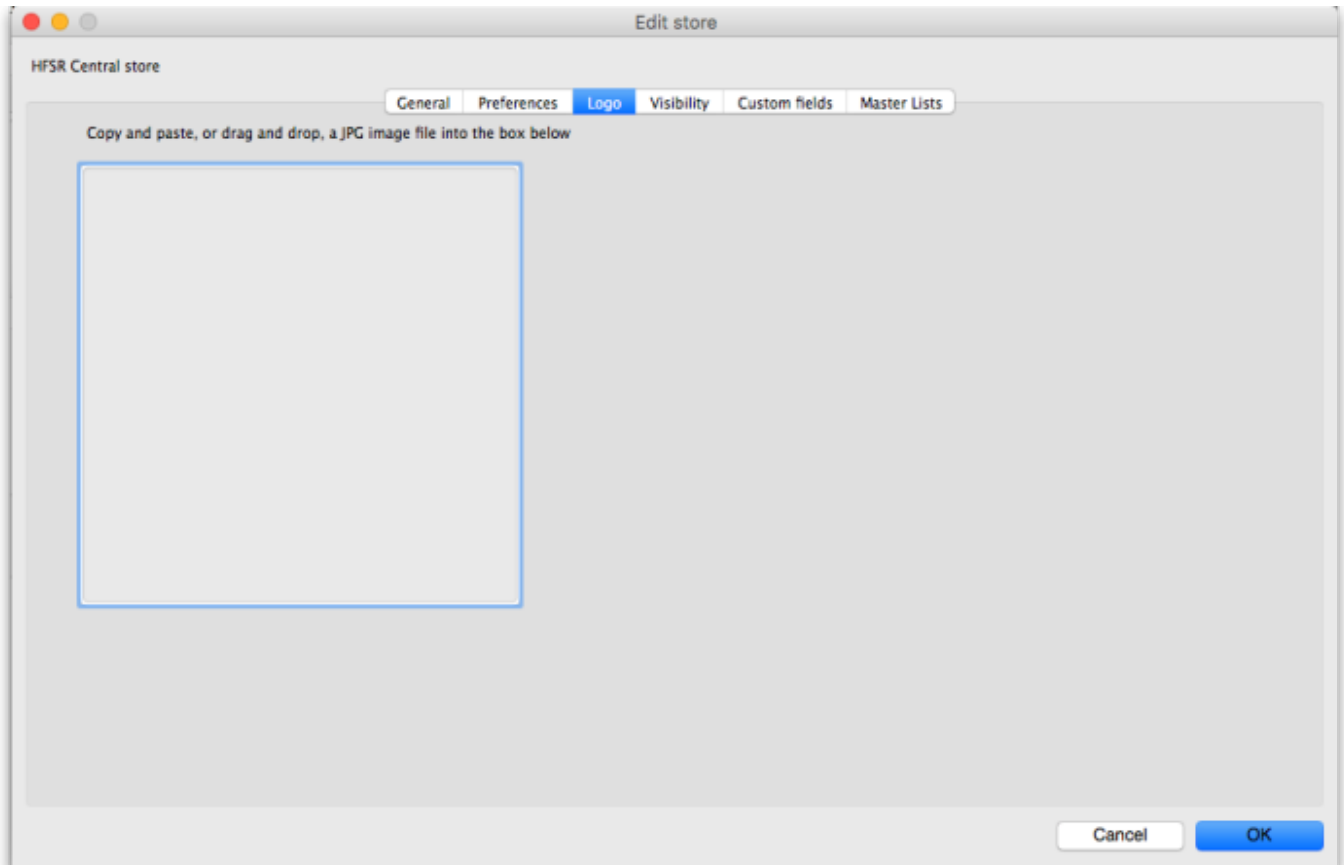 Edit store
HFSR Central store
General Preferences Logo Visibility Custom fields Master Lists
Copy and paste, or drag and drop, a JPG image file into the box below
Cancel OK